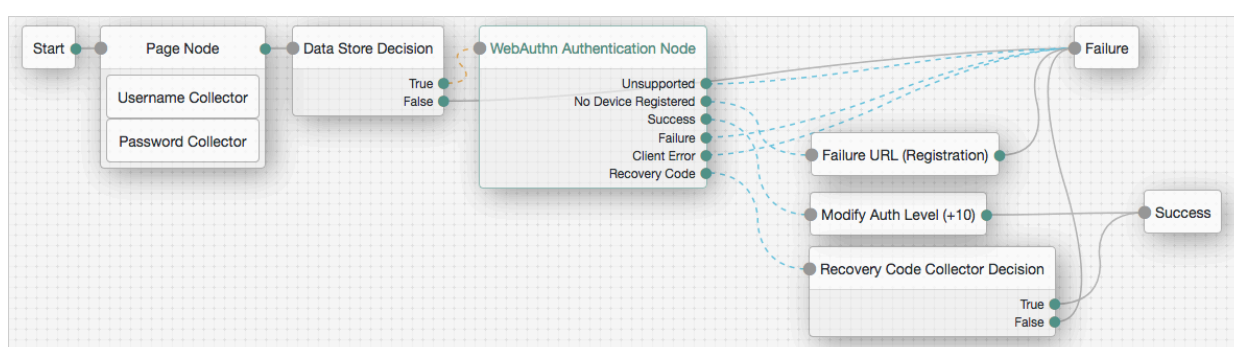 Start
Page Node
Username Collector
Password Collector
Data Store Decision
True
False
WebAuthn Authentication Node
Unsupported
No Device Registered
Success
Failure
Client Error
Recovery Code
Failure
Failure URL (Registration)
Modify Auth Level (+10)
Success
Recovery Code Collector Decision
True
False